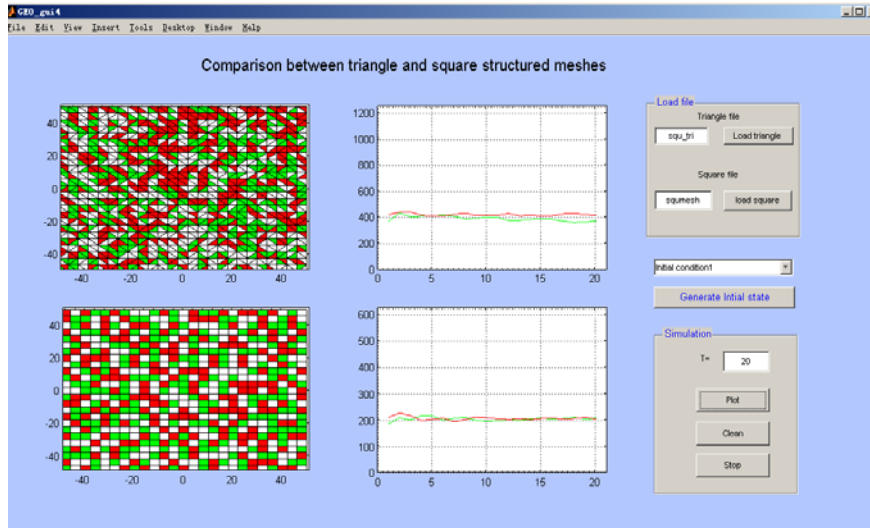 GEO_gui4
File Edit View Insert Tools Desktop Window Help
Comparison between triangle and square structured meshes
40
20
0
-20
-40
-40 -20 0 20 40
1200
1000
800
600
400
200
0
0 5 10 15 20
Load file
Triangle file
squ_tri Load triangle
Square file
squmesh load square
Initial condition1
Generate Intial state
40
20
0
-20
-40
-40 -20 0 20 40
600
500
400
300
200
100
0
0 5 10 15 20
Simulation
T= 20
Plot
Clean
Stop